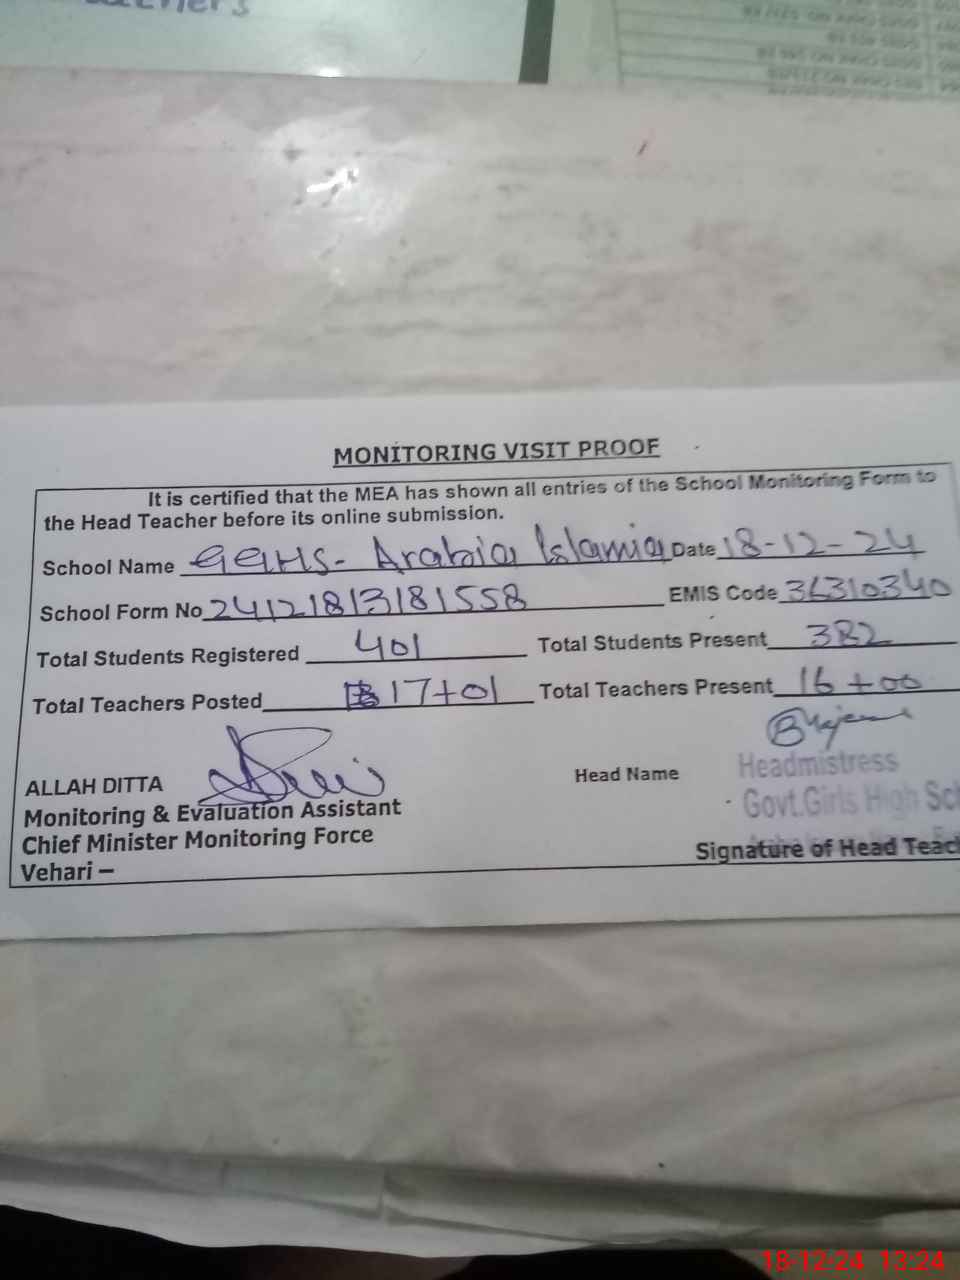 MONITORING VISIT PROOF
It is certified that the MEA has shown all entries of the School Monitoring Form to
the Head Teacher before its online submission.
School Name GGHS- Arabia Islamia Date 18-12-24
School Form No 24121813181558 EMIS Code 36310340
Total Students Registered 401 Total Students Present 382
Total Teachers Posted 17+01 Total Teachers Present 16+00
ALLAH DITTA Head Name Headmistress
Monitoring & Evaluation Assistant Govt.Girls High Sch
Chief Minister Monitoring Force
Vehari – Signature of Head Teach
18-12-24 13:24